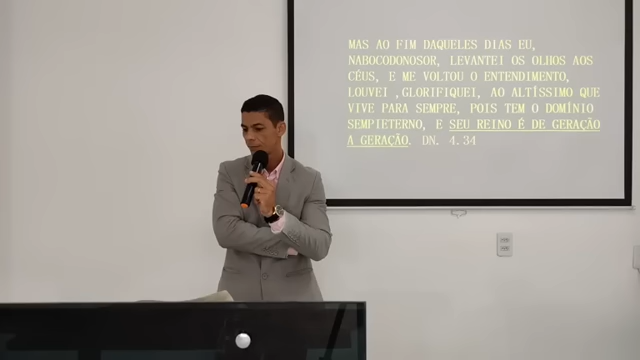 MAS AO FIM DAQUELES DIAS EU,
NABOCODONOSOR, LEVANTEI OS OLHOS AOS
CÉUS, E ME VOLTOU O ENTENDIMENTO,
LOUVEI ,GLORIFIQUEI, AO ALTÍSSIMO QUE
VIVE PARA SEMPRE, POIS TEM O DOMÍNIO
SEMPIETERNO, E SEU REINO É DE GERAÇÃO
A GERAÇÃO. DN. 4.34